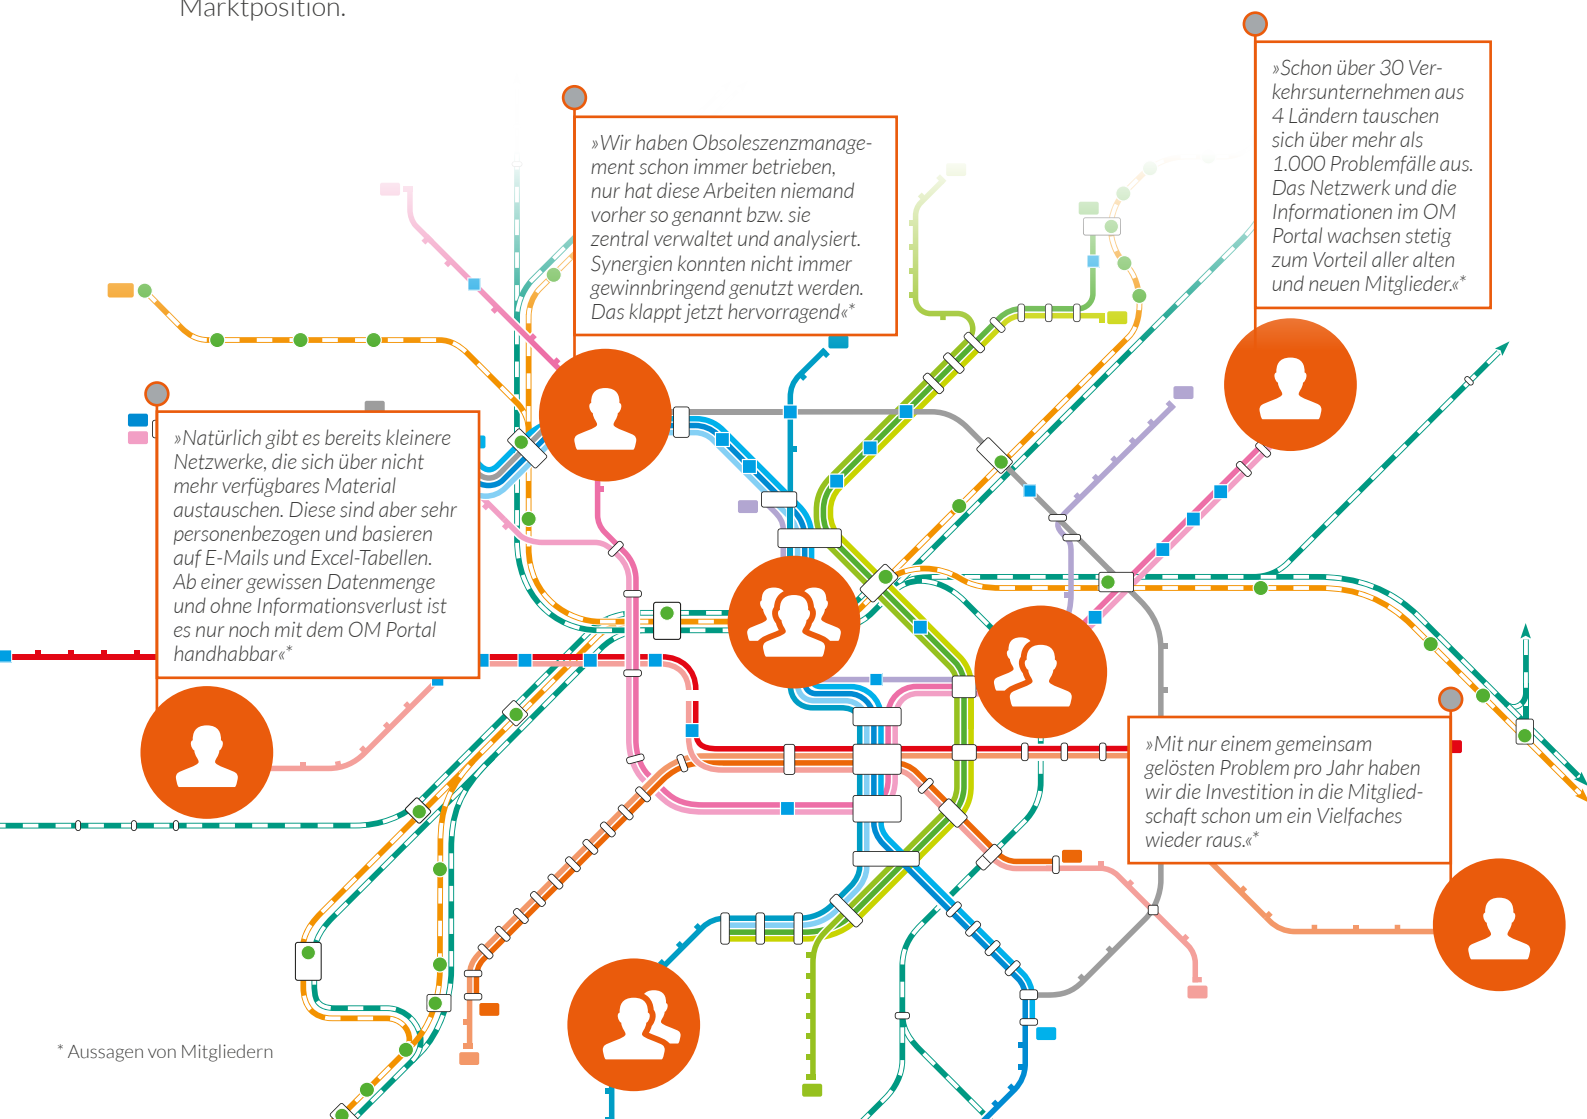 Marktposition.
»Schon über 30 Ver-
kehrsunternehmen aus
4 Ländern tauschen
sich über mehr als
1.000 Problemfälle aus.
Das Netzwerk und die
Informationen im OM
Portal wachsen stetig
zum Vorteil aller alten
und neuen Mitglieder.«*
»Wir haben Obsoleszenzmanage-
ment schon immer betrieben,
nur hat diese Arbeiten niemand
vorher so genannt bzw. sie
zentral verwaltet und analysiert.
Synergien konnten nicht immer
gewinnbringend genutzt werden.
Das klappt jetzt hervorragend«*
»Natürlich gibt es bereits kleinere
Netzwerke, die sich über nicht
mehr verfügbares Material
austauschen. Diese sind aber sehr
personenbezogen und basieren
auf E-Mails und Excel-Tabellen.
Ab einer gewissen Datenmenge
und ohne Informationsverlust ist
es nur noch mit dem OM Portal
handhabbar«*
»Mit nur einem gemeinsam
gelösten Problem pro Jahr haben
wir die Investition in die Mitglied-
schaft schon um ein Vielfaches
wieder raus.«*
* Aussagen von Mitgliedern